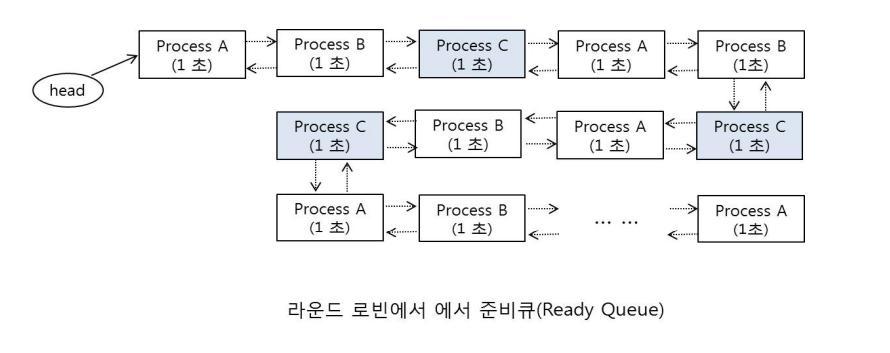 Process A
(1 초)
Process B
(1 초)
Process C
(1 초)
Process A
(1 초)
Process B
(1초)
head
Process C
(1 초)
Process B
(1 초)
Process A
(1 초)
Process C
(1 초)
Process A
(1 초)
Process B
(1 초)
... ...
Process A
(1초)
라운드 로빈에서 에서 준비큐(Ready Queue)